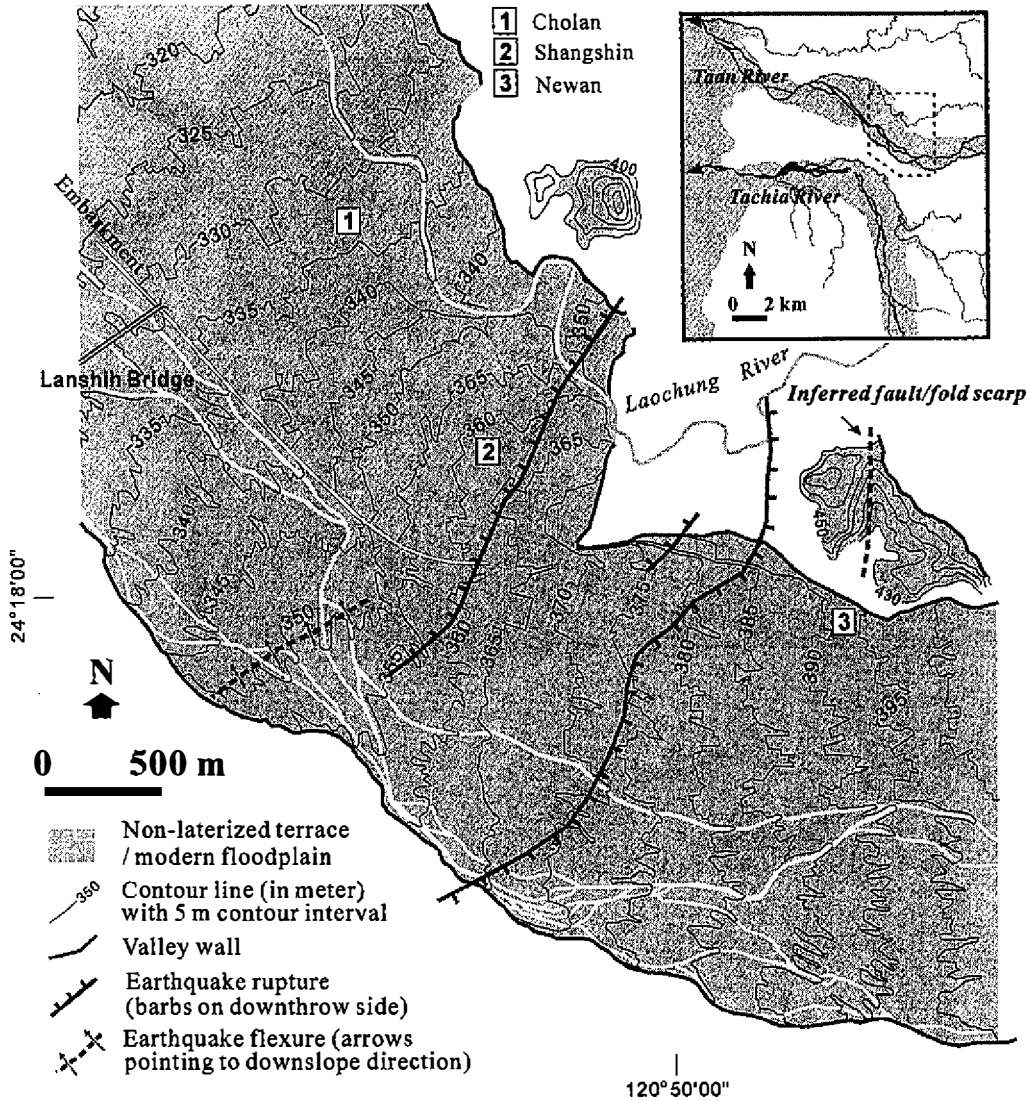 1 Cholan
2 Shangshin
3 Newan
Taan River
Tachia River
N
0 2 km
320
325
400
Embankment
1
330
340
335
340
350
Laochung River
Inferred fault/fold scarp
Lanshih Bridge
345
365
350
360
335
2
365
340
450
24°18'00"
345
350
370
375
430
3
355
360
365
380
385
390
395
N
0 500 m
Non-laterized terrace
/ modern floodplain
350
Contour line (in meter)
with 5 m contour interval
Valley wall
Earthquake rupture
(barbs on downthrow side)
Earthquake flexure (arrows
pointing to downslope direction)
120°50'00"